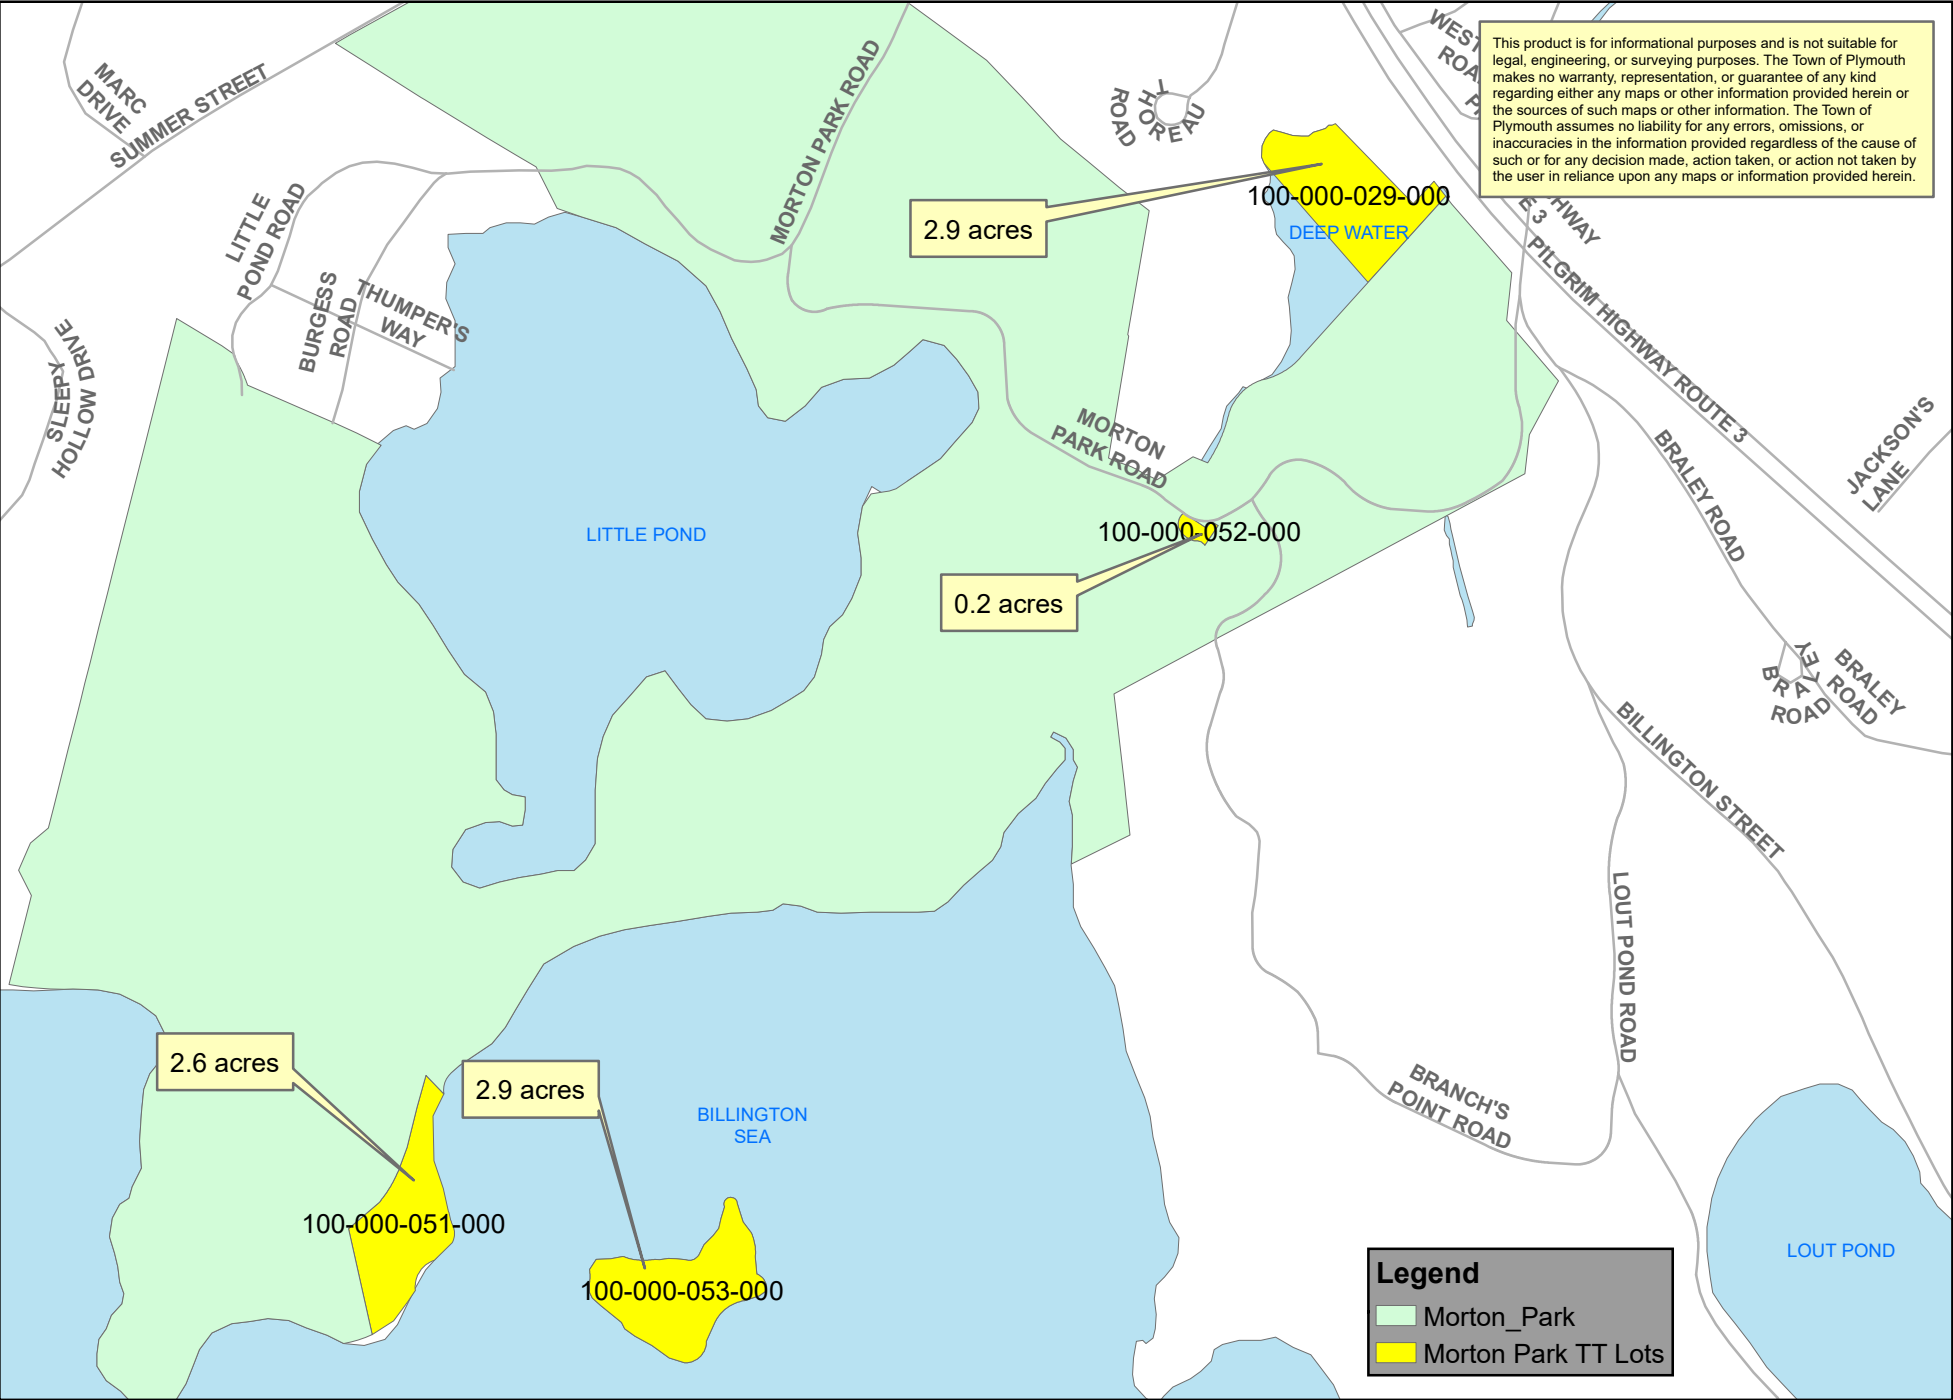 MARC
DRIVE
SUMMER STREET
MORTON PARK ROAD
THOREAU
ROAD
WEST
ROA
P
This product is for informational purposes and is not suitable for
legal, engineering, or surveying purposes. The Town of Plymouth
makes no warranty, representation, or guarantee of any kind
regarding either any maps or other information provided herein or
the sources of such maps or other information. The Town of
Plymouth assumes no liability for any errors, omissions, or
inaccuracies in the information provided regardless of the cause of
such or for any decision made, action taken, or action not taken by
the user in reliance upon any maps or information provided herein.
LITTLE
POND ROAD
2.9 acres
100-000-029-000
DEEP WATER
HWAY
E 3
PILGRIM HIGHWAY ROUTE 3
BURGESS
ROAD
THUMPER'S
WAY
SLEEPY
HOLLOW DRIVE
MORTON
PARK ROAD
JACKSON'S
LANE
BRALEY ROAD
LITTLE POND
100-000-052-000
0.2 acres
BRALEY
ROAD
BRALEY
ROAD
BILLINGTON STREET
LOUT POND ROAD
2.6 acres
2.9 acres
BILLINGTON
SEA
BRANCH'S
POINT ROAD
100-000-051-000
100-000-053-000
LOUT POND
Legend
Morton_Park
Morton Park TT Lots